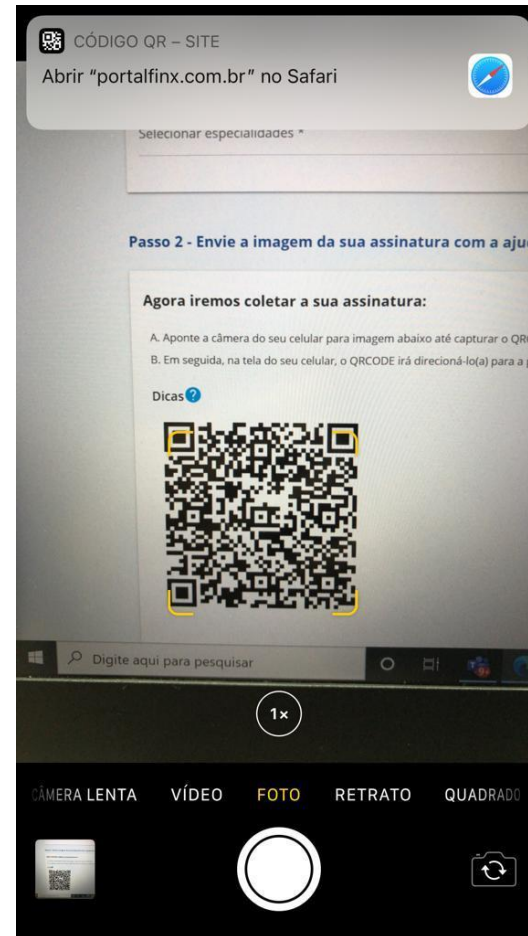 CÓDIGO QR – SITE
Abrir “portalfinx.com.br” no Safari
Selecionar especialidades *
Passo 2 - Envie a imagem da sua assinatura com a aju
Agora iremos coletar a sua assinatura:
A. Aponte a câmera do seu celular para imagem abaixo até capturar o QR
B. Em seguida, na tela do seu celular, o QRCODE irá direcioná-lo(a) para a
Dicas ?
Digite aqui para pesquisar
1×
CÂMERA LENTA VÍDEO FOTO RETRATO QUADRADO